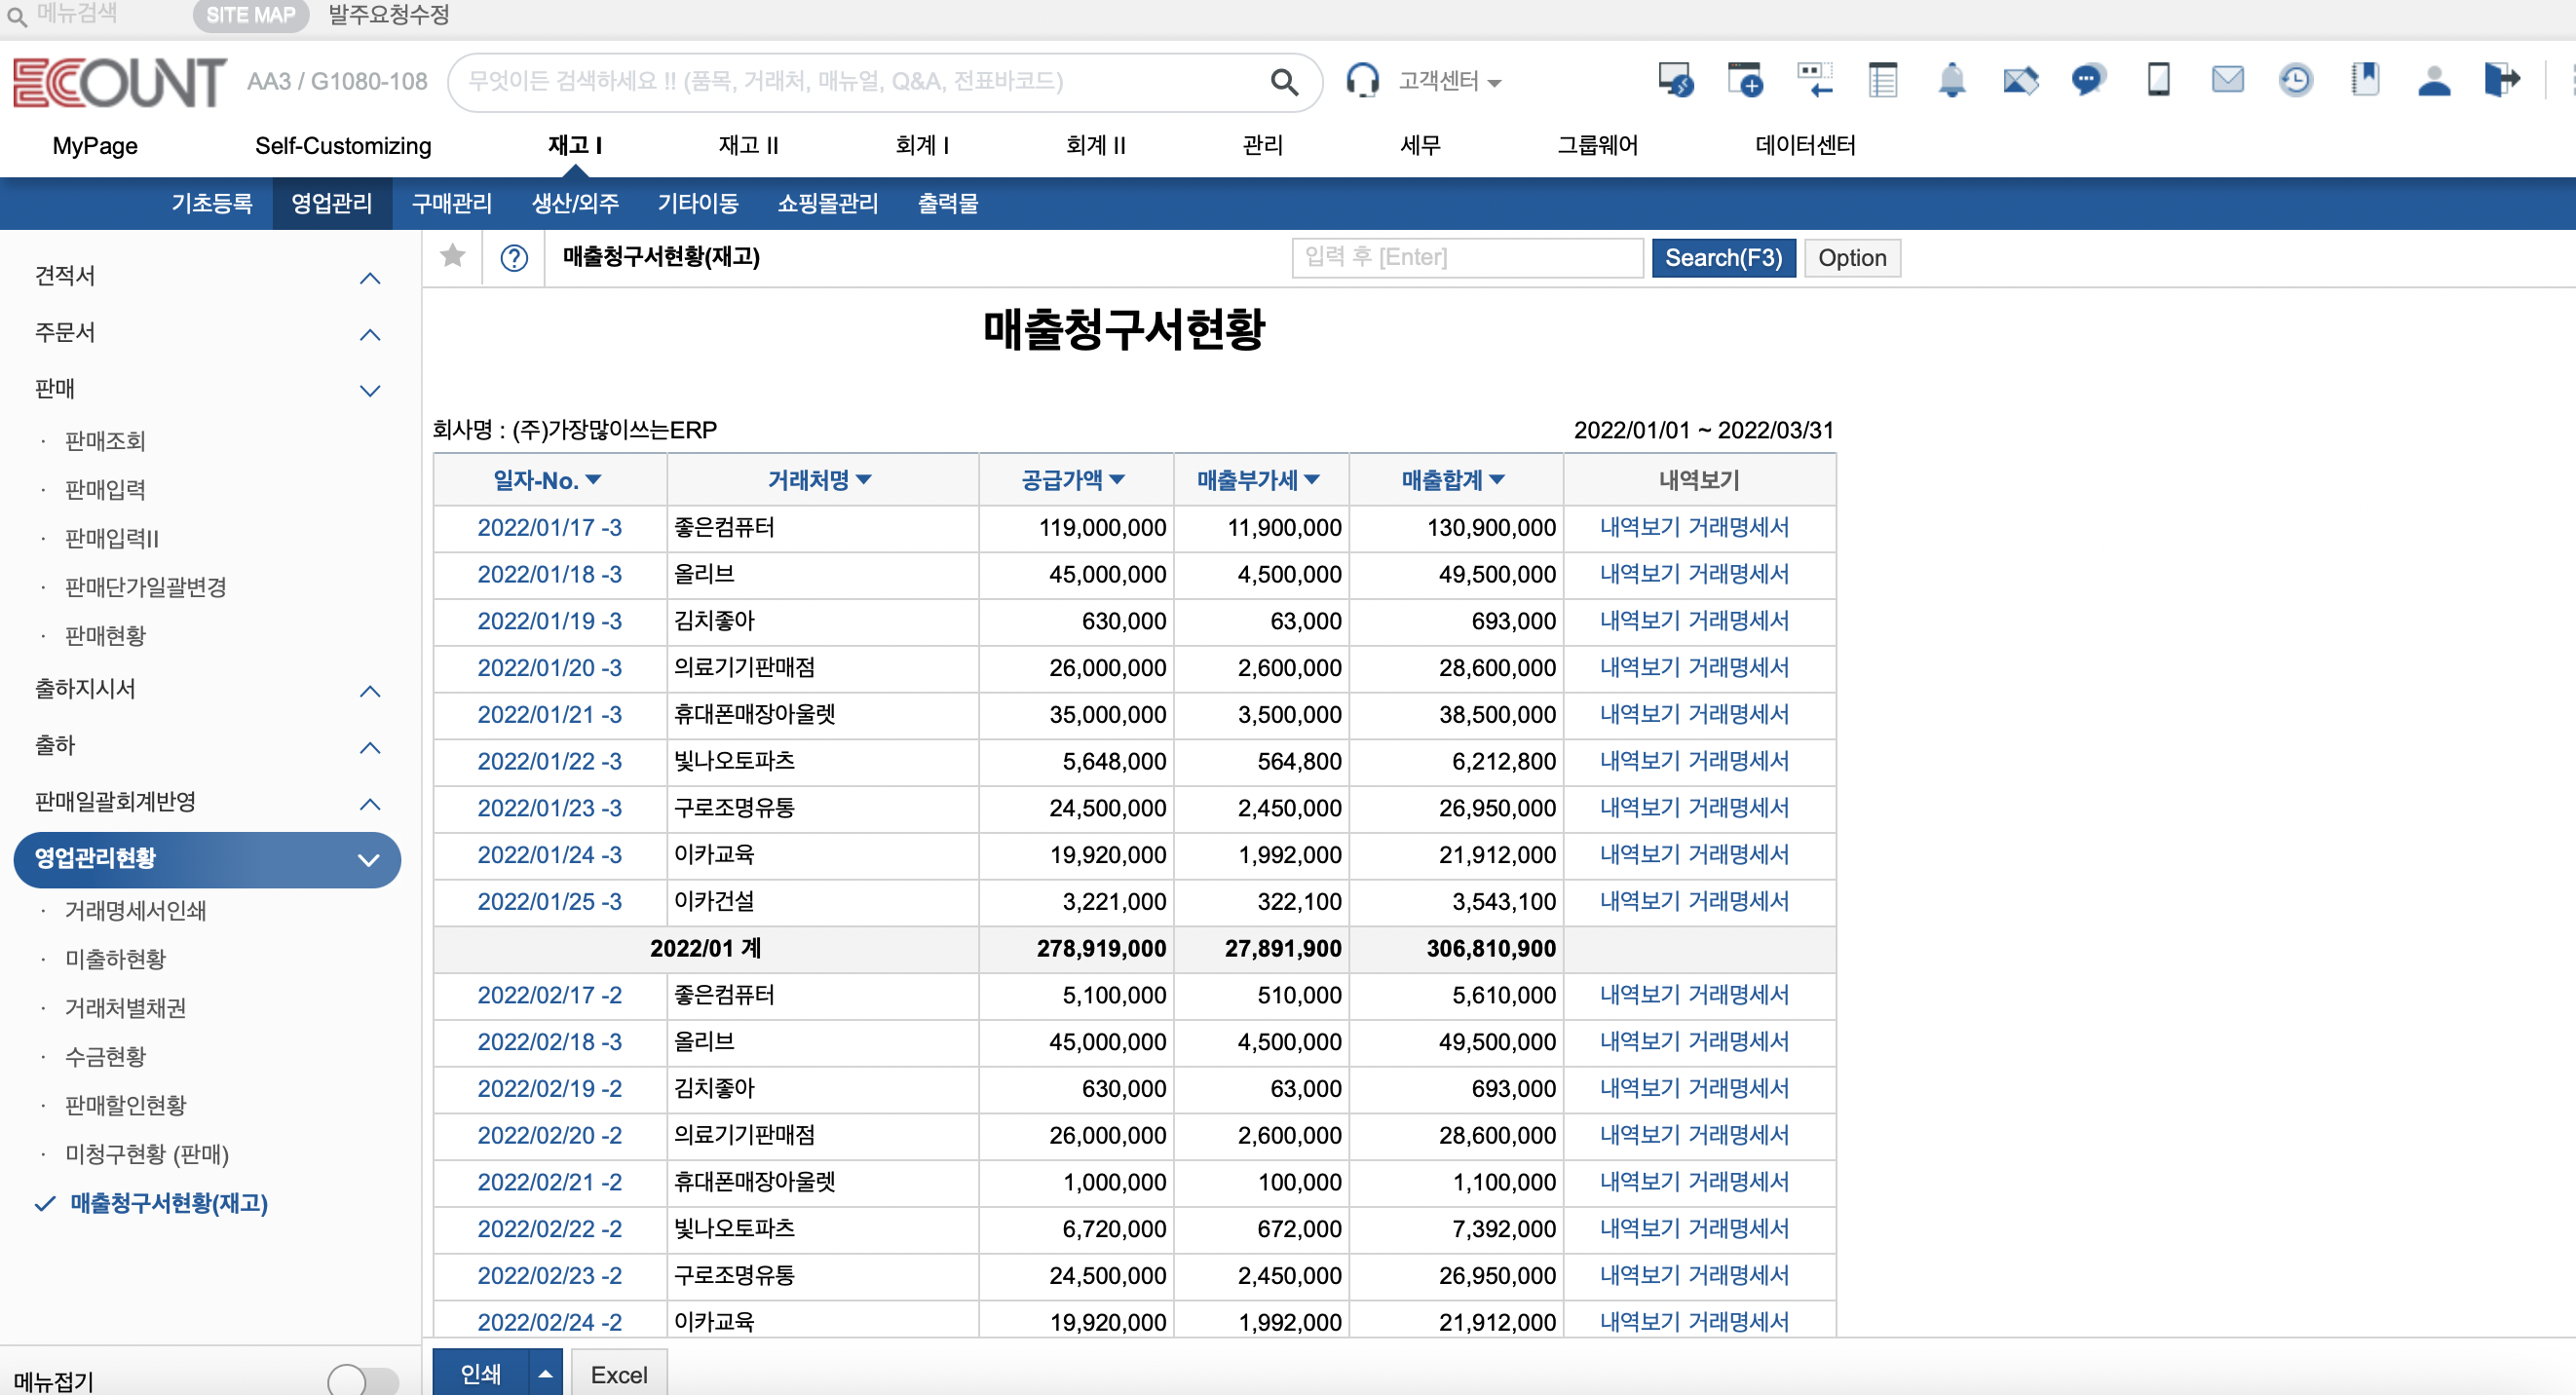 메뉴검색 SITE MAP 발주요청수정
ECOUNT AA3 / G1080-108 무엇이든 검색하세요 !! (품목, 거래처, 매뉴얼, Q&A, 전표바코드) 고객센터
MyPage Self-Customizing 재고 I 재고 II 회계 I 회계 II 관리 세무 그룹웨어 데이터센터
기초등록 영업관리 구매관리 생산/외주 기타이동 쇼핑몰관리 출력물
견적서
주문서
판매
· 판매조회
· 판매입력
· 판매입력II
· 판매단가일괄변경
· 판매현황
출하지시서
출하
판매일괄회계반영
영업관리현황
· 거래명세서인쇄
· 미출하현황
· 거래처별채권
· 수금현황
· 판매할인현황
· 미청구현황 (판매)
매출청구서현황(재고)
메뉴접기
매출청구서현황(재고) 입력 후 [Enter] Search(F3) Option
매출청구서현황
회사명 : (주)가장많이쓰는ERP 2022/01/01 ~ 2022/03/31
일자-No. 거래처명 공급가액 매출부가세 매출합계 내역보기
2022/01/17 -3 좋은컴퓨터 119,000,000 11,900,000 130,900,000 내역보기 거래명세서
2022/01/18 -3 올리브 45,000,000 4,500,000 49,500,000 내역보기 거래명세서
2022/01/19 -3 김치좋아 630,000 63,000 693,000 내역보기 거래명세서
2022/01/20 -3 의료기기판매점 26,000,000 2,600,000 28,600,000 내역보기 거래명세서
2022/01/21 -3 휴대폰매장아울렛 35,000,000 3,500,000 38,500,000 내역보기 거래명세서
2022/01/22 -3 빛나오토파츠 5,648,000 564,800 6,212,800 내역보기 거래명세서
2022/01/23 -3 구로조명유통 24,500,000 2,450,000 26,950,000 내역보기 거래명세서
2022/01/24 -3 이카교육 19,920,000 1,992,000 21,912,000 내역보기 거래명세서
2022/01/25 -3 이카건설 3,221,000 322,100 3,543,100 내역보기 거래명세서
2022/01 계 278,919,000 27,891,900 306,810,900
2022/02/17 -2 좋은컴퓨터 5,100,000 510,000 5,610,000 내역보기 거래명세서
2022/02/18 -3 올리브 45,000,000 4,500,000 49,500,000 내역보기 거래명세서
2022/02/19 -2 김치좋아 630,000 63,000 693,000 내역보기 거래명세서
2022/02/20 -2 의료기기판매점 26,000,000 2,600,000 28,600,000 내역보기 거래명세서
2022/02/21 -2 휴대폰매장아울렛 1,000,000 100,000 1,100,000 내역보기 거래명세서
2022/02/22 -2 빛나오토파츠 6,720,000 672,000 7,392,000 내역보기 거래명세서
2022/02/23 -2 구로조명유통 24,500,000 2,450,000 26,950,000 내역보기 거래명세서
2022/02/24 -2 이카교육 19,920,000 1,992,000 21,912,000 내역보기 거래명세서
인쇄 Excel